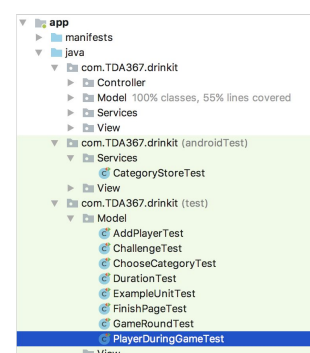 app
manifests
java
com.TDA367.drinkit
Controller
Model 100% classes, 55% lines covered
Services
View
com.TDA367.drinkit (androidTest)
Services
CategoryStoreTest
View
com.TDA367.drinkit (test)
Model
AddPlayerTest
ChallengeTest
ChooseCategoryTest
DurationTest
ExampleUnitTest
FinishPageTest
GameRoundTest
PlayerDuringGameTest
View